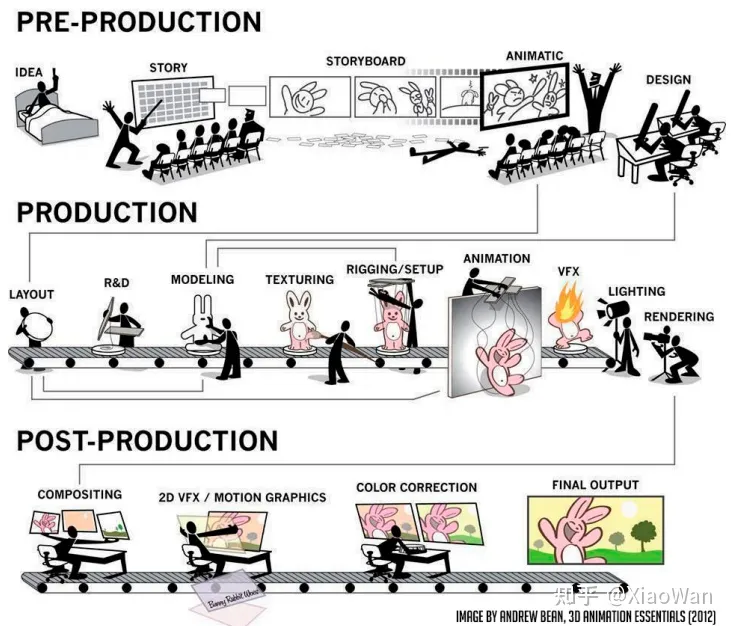 PRE-PRODUCTION
IDEA
STORY
STORYBOARD
ANIMATIC
DESIGN
PRODUCTION
LAYOUT
R&D
MODELING
TEXTURING
RIGGING/SETUP
ANIMATION
VFX
LIGHTING
RENDERING
POST-PRODUCTION
COMPOSITING
2D VFX / MOTION GRAPHICS
COLOR CORRECTION
FINAL OUTPUT
Bunny Rabbit Wows!
知乎 @XiaoWan
IMAGE BY ANDREW BEAN, 3D ANIMATION ESSENTIALS (2012)